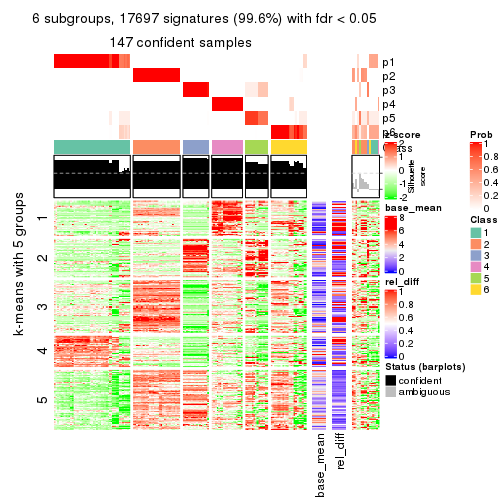 6 subgroups, 17697 signatures (99.6%) with fdr < 0.05
147 confident samples
p1
p2
p3
p4
p5
p6
Class
z-score
2
1
0
-1
-2
Silhouette
score
Prob
1
0.8
0.6
0.4
0.2
0
base_mean
8
6
4
2
0
Class
1
2
3
4
5
6
rel_diff
1
0.8
0.6
0.4
0.2
0
Status (barplots)
confident
ambiguous
k-means with 5 groups
1
2
3
4
5
base_mean
rel_diff